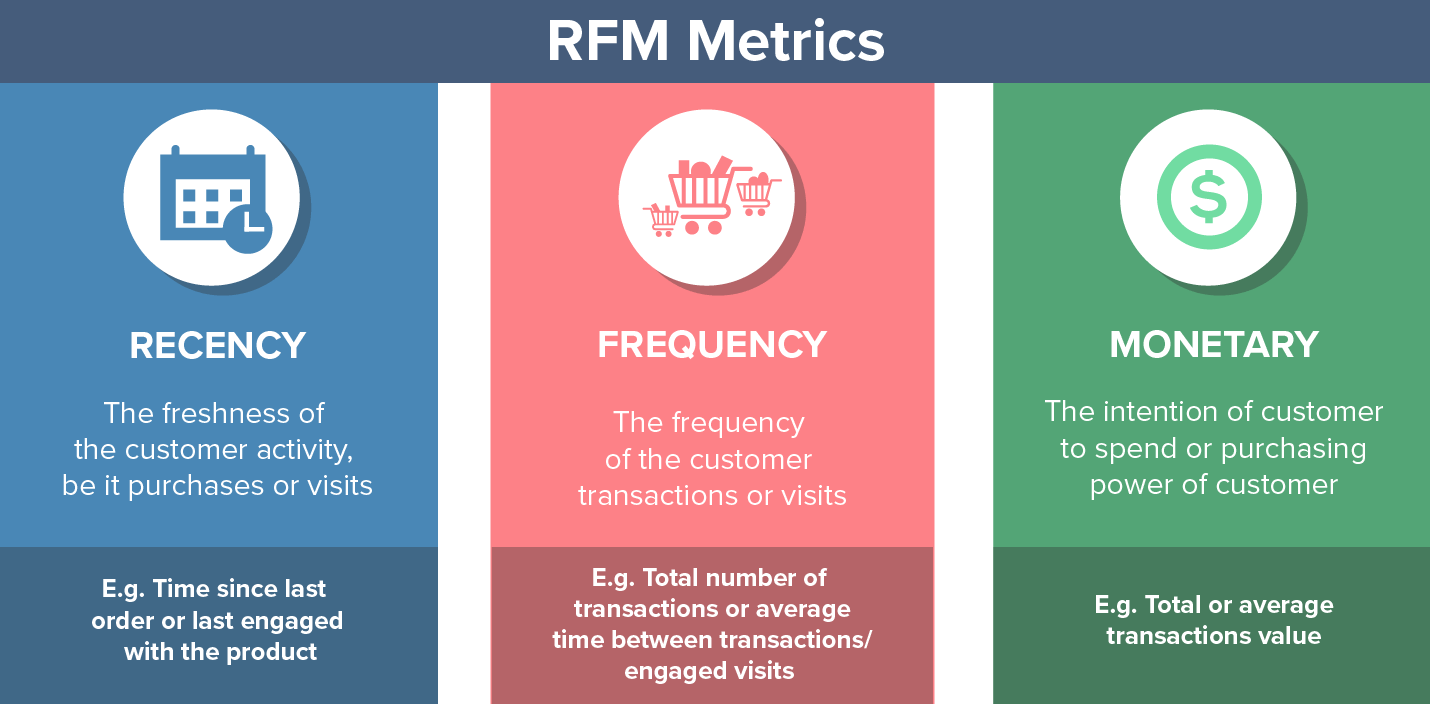 RFM Metrics
RECENCY
The freshness of
the customer activity,
be it purchases or visits
E.g. Time since last
order or last engaged
with the product
FREQUENCY
The frequency
of the customer
transactions or visits
E.g. Total number of
transactions or average
time between transactions/
engaged visits
MONETARY
The intention of customer
to spend or purchasing
power of customer
E.g. Total or average
transactions value